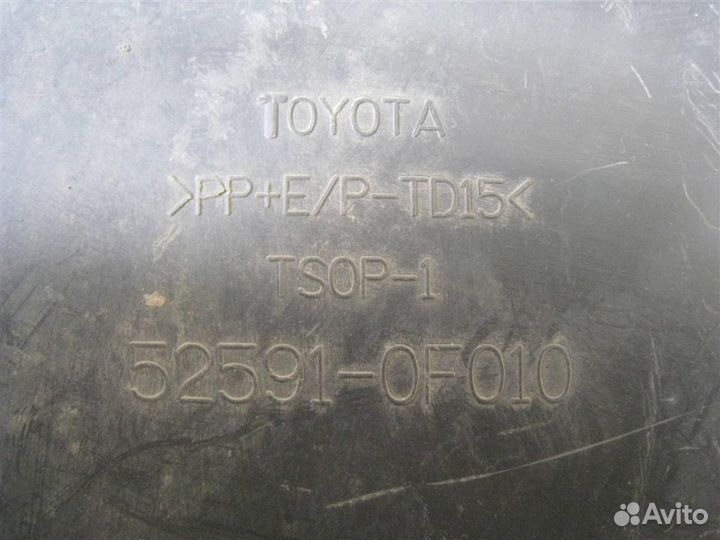 TOYOTA
>PP+E/P-TD15<
TSOP-1
52591-0F010
Avito